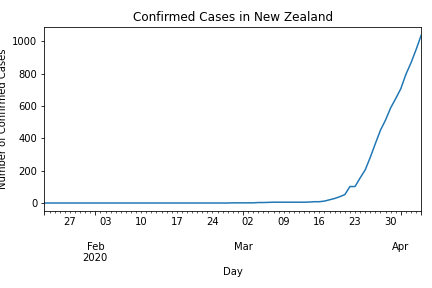 Confirmed Cases in New Zealand
Number of Confirmed Cases
1000
800
600
400
200
0
27 03 10 17 24 02 09 16 23 30
Feb Mar Apr
2020
Day